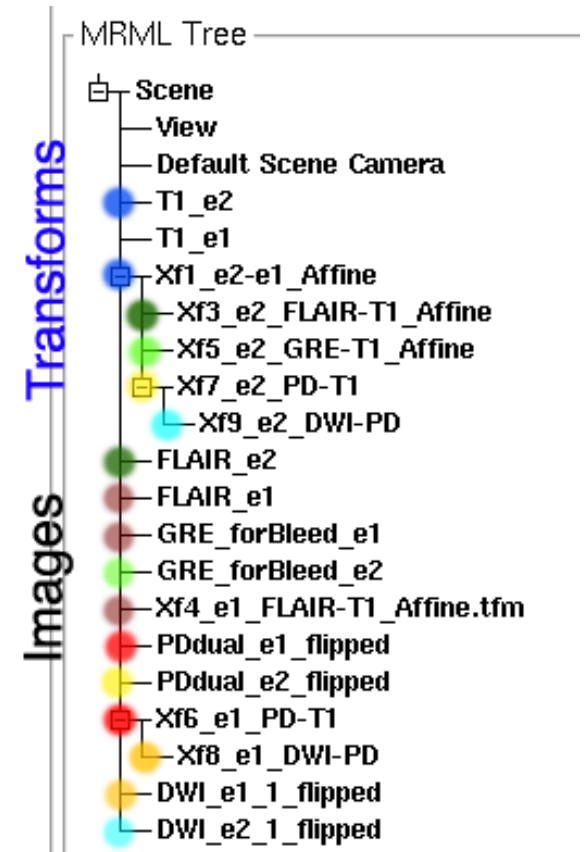 MRML Tree
Scene
View
Default Scene Camera
T1_e2
T1_e1
Xf1_e2-e1_Affine
Xf3_e2_FLAIR-T1_Affine
Xf5_e2_GRE-T1_Affine
Xf7_e2_PD-T1
Xf9_e2_DWI-PD
FLAIR_e2
FLAIR_e1
GRE_forBleed_e1
GRE_forBleed_e2
Xf4_e1_FLAIR-T1_Affine.tfm
PDdual_e1_flipped
PDdual_e2_flipped
Xf6_e1_PD-T1
Xf8_e1_DWI-PD
DWI_e1_1_flipped
DWI_e2_1_flipped
Transforms
Images